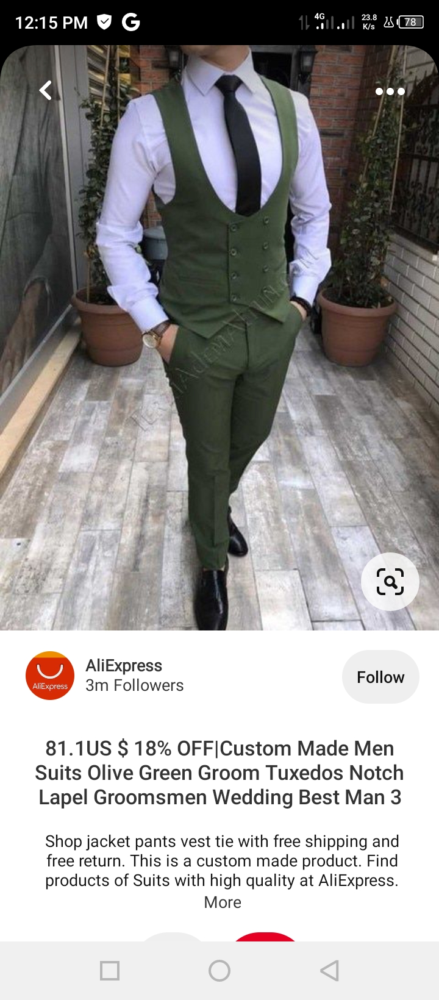 12:15 PM
4G
23.8
K/s
78
AliExpress
AliExpress
3m Followers
Follow
81.1US $ 18% OFF|Custom Made Men
Suits Olive Green Groom Tuxedos Notch
Lapel Groomsmen Wedding Best Man 3
Shop jacket pants vest tie with free shipping and
free return. This is a custom made product. Find
products of Suits with high quality at AliExpress.
More